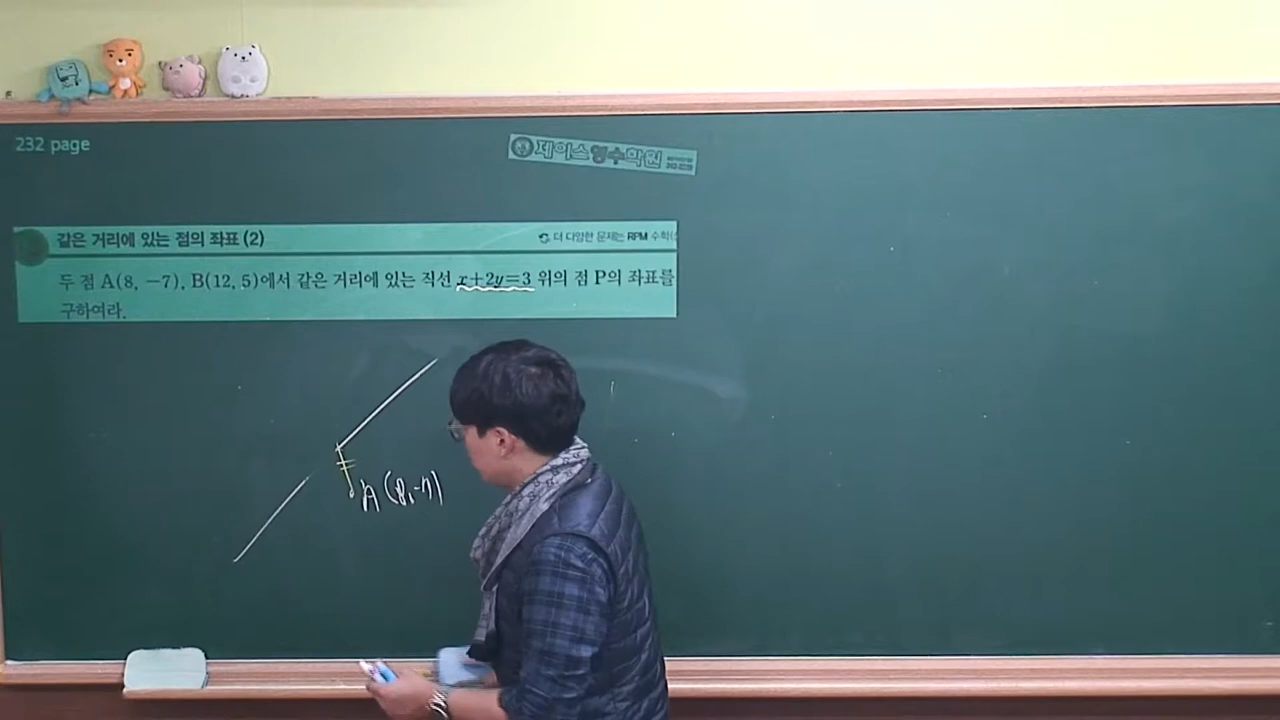 232 page
제이스영수학원
같은 거리에 있는 점의 좌표 (2)
더 다양한 문제는 RPM 수학(상
두 점 A(8, −7), B(12, 5)에서 같은 거리에 있는 직선 x+2y=3 위의 점 P의 좌표를
구하여라.
A(8,-7)